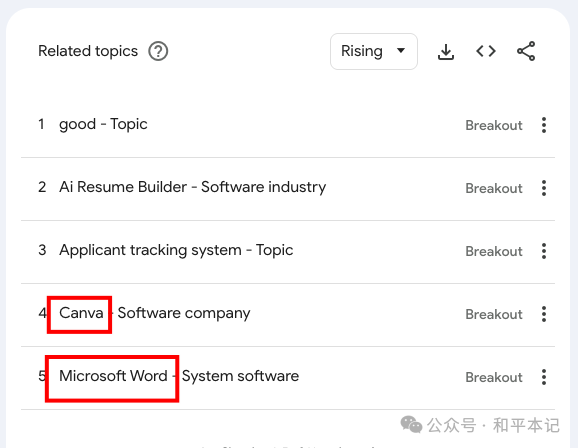 Related topics ?
Rising
1 good - Topic Breakout
2 Ai Resume Builder - Software industry Breakout
3 Applicant tracking system - Topic Breakout
4 Canva - Software company Breakout
5 Microsoft Word - System software Breakout
公众号 · 和平本记